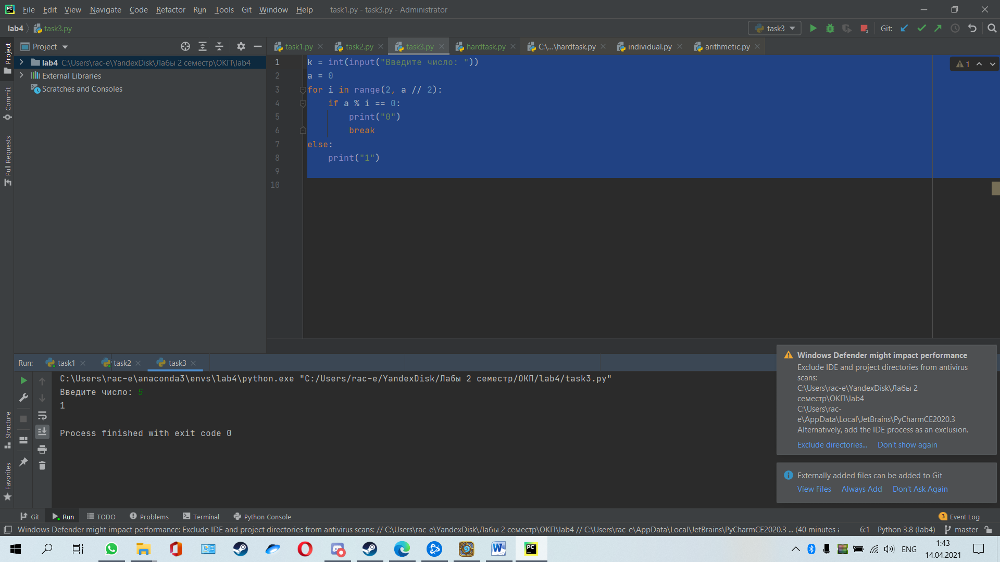 File Edit View Navigate Code Refactor Run Tools Git Window Help task1.py - task3.py - Administrator
lab4 task3.py
task3
Git:
Project
task1.py task2.py task3.py hardtask.py C:\...\hardtask.py individual.py arithmetic.py
lab4 C:\Users\rac-e\YandexDisk\Лабы 2 семестр\ОКП\lab4
External Libraries
Scratches and Consoles
Project
Commit
Pull Requests
Structure
Favorites
1 k = int(input("Введите число: "))
2 a = 0
3 for i in range(2, a // 2):
4 if a % i == 0:
5 print("0")
6 break
7 else:
8 print("1")
9
10
1
Run: task1 task2 task3
C:\Users\rac-e\anaconda3\envs\lab4\python.exe "C:/Users/rac-e/YandexDisk/Лабы 2 семестр/ОКП/lab4/task3.py"
Введите число: 5
1
Process finished with exit code 0
Windows Defender might impact performance
Exclude IDE and project directories from antivirus
scans:
C:\Users\rac-e\YandexDisk\Лабы 2
семестр\ОКП\lab4
C:\Users\rac-
e\AppData\Local\JetBrains\PyCharmCE2020.3
Alternatively, add the IDE process as an exclusion.
Exclude directories... Don't show again
Externally added files can be added to Git
View Files Always Add Don't Ask Again
Git Run TODO Problems Terminal Python Console 3 Event Log
Windows Defender might impact performance: Exclude IDE and project directories from antivirus scans: // C:\Users\rac-e\YandexDisk\Лабы 2 семестр\ОКП\lab4 // C:\Users\rac-e\AppData\Local\JetBrains\PyCharmCE2020.3 ... (40 minutes a 6:1 Python 3.8 (lab4) master
PC
ENG
1:43
14.04.2021